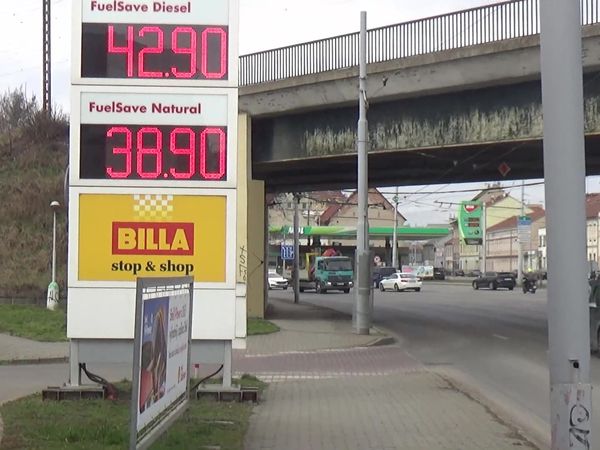 FuelSave Diesel
42.90
FuelSave Natural
38.90
BILLA
stop & shop